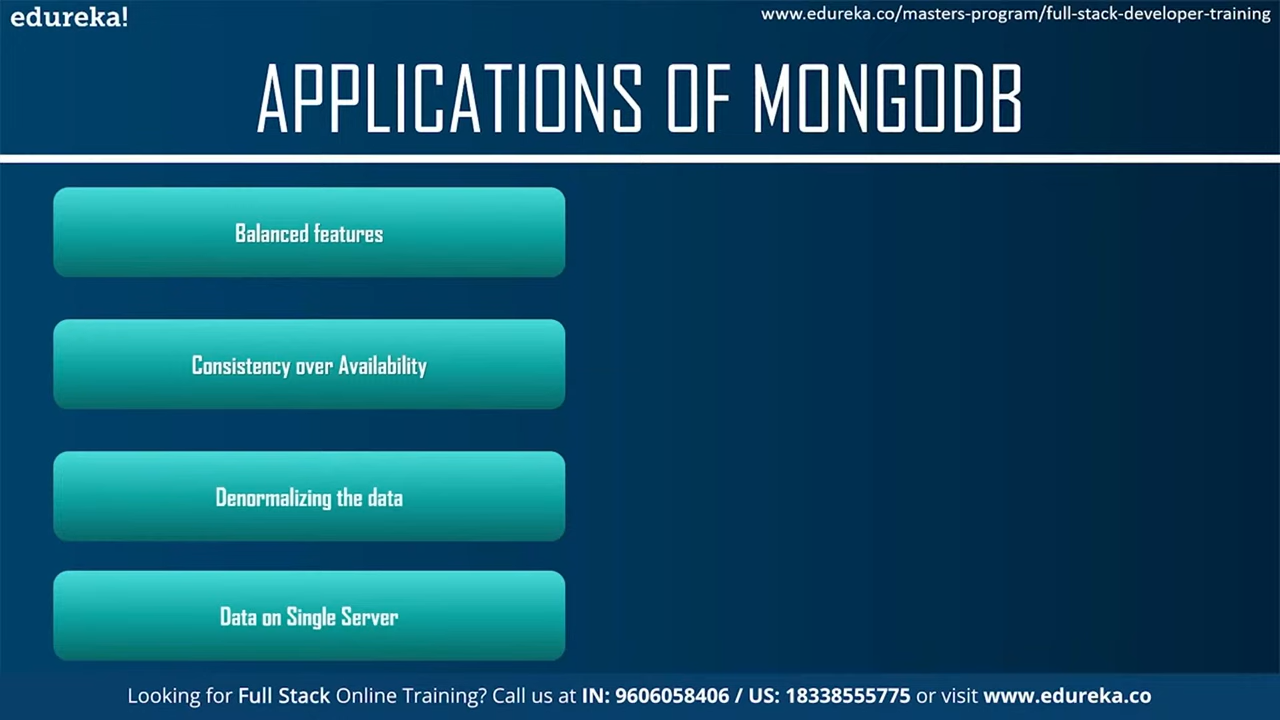 edureka!
www.edureka.co/masters-program/full-stack-developer-training
APPLICATIONS OF MONGODB
Balanced features
Consistency over Availability
Denormalizing the data
Data on Single Server
Looking for Full Stack Online Training? Call us at IN: 9606058406 / US: 18338555775 or visit www.edureka.co